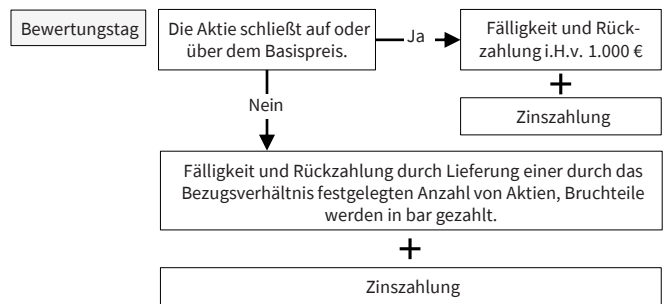 Bewertungstag
Die Aktie schließt auf oder
über dem Basispreis.
Ja
Fälligkeit und Rück-
zahlung i.H.v. 1.000 €
+
Zinszahlung
Nein
Fälligkeit und Rückzahlung durch Lieferung einer durch das
Bezugsverhältnis festgelegten Anzahl von Aktien, Bruchteile
werden in bar gezahlt.
+
Zinszahlung